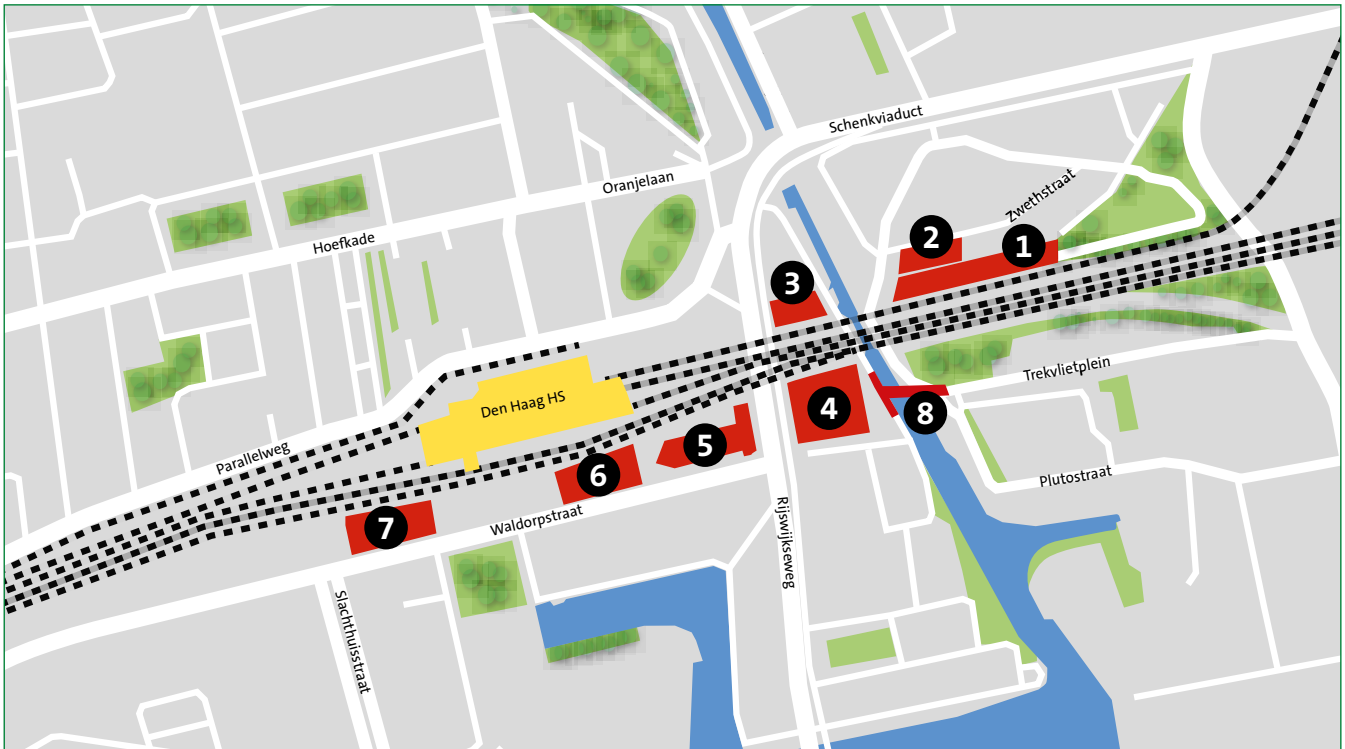 Schenkviaduct
Oranjelaan
Zwethstraat
Hoefkade
2
1
3
Trekvlietplein
Den Haag HS
4
8
5
Parallelweg
6
Plutostraat
7
Waldorpstraat
Rijswijkseweg
Slachthuisstraat